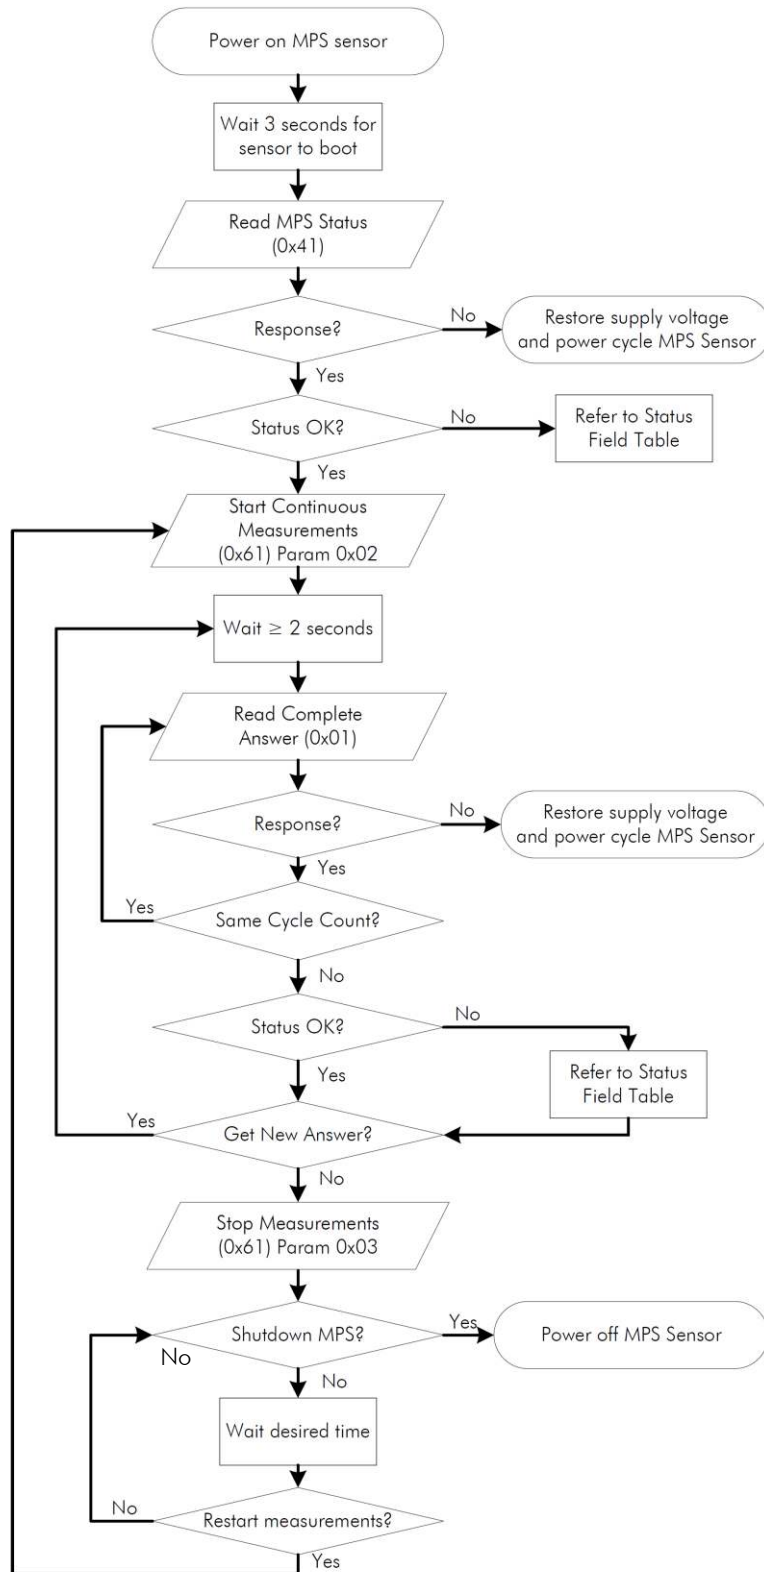 Power on MPS sensor
Wait 3 seconds for
sensor to boot
Read MPS Status
(0x41)
Response?
No
Restore supply voltage
and power cycle MPS Sensor
Yes
Status OK?
No
Refer to Status
Field Table
Yes
Start Continuous
Measurements
(0x61) Param 0x02
Wait ≥ 2 seconds
Read Complete
Answer (0x01)
Response?
No
Restore supply voltage
and power cycle MPS Sensor
Yes
Yes
Same Cycle Count?
No
Status OK?
No
Refer to Status
Field Table
Yes
Yes
Get New Answer?
No
Stop Measurements
(0x61) Param 0x03
Shutdown MPS?
Yes
Power off MPS Sensor
No
No
Wait desired time
No
Restart measurements?
Yes